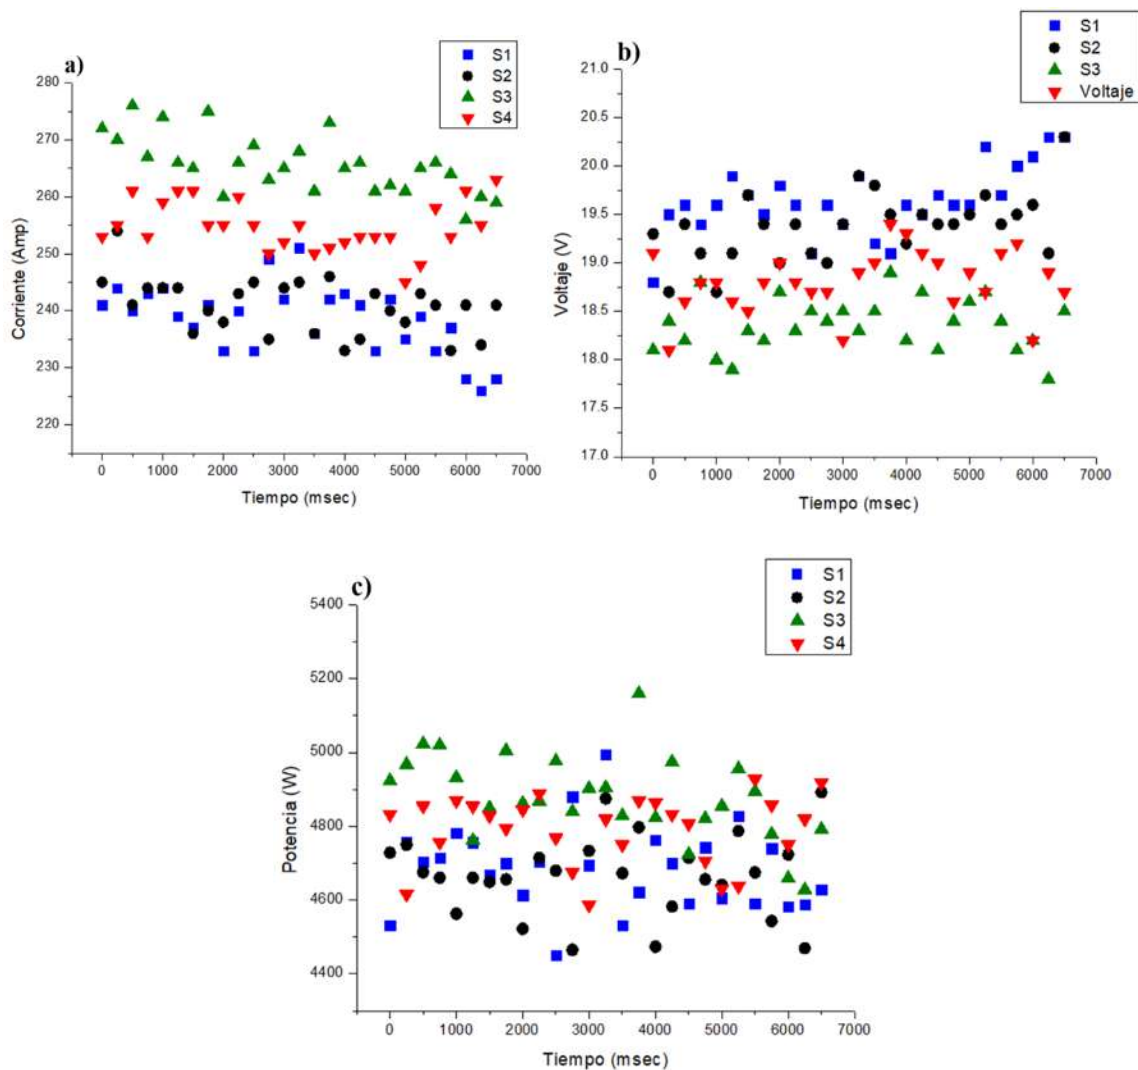 a)
S1
S2
S3
S4
280
270
260
250
240
230
220
Corriente (Amp)
0 1000 2000 3000 4000 5000 6000 7000
Tiempo (msec)
b)
S1
S2
S3
Voltaje
21.0
20.5
20.0
19.5
19.0
18.5
18.0
17.5
17.0
Voltaje (V)
0 1000 2000 3000 4000 5000 6000 7000
Tiempo (msec)
c)
S1
S2
S3
S4
5400
5200
5000
4800
4600
4400
Potencia (W)
0 1000 2000 3000 4000 5000 6000 7000
Tiempo (msec)